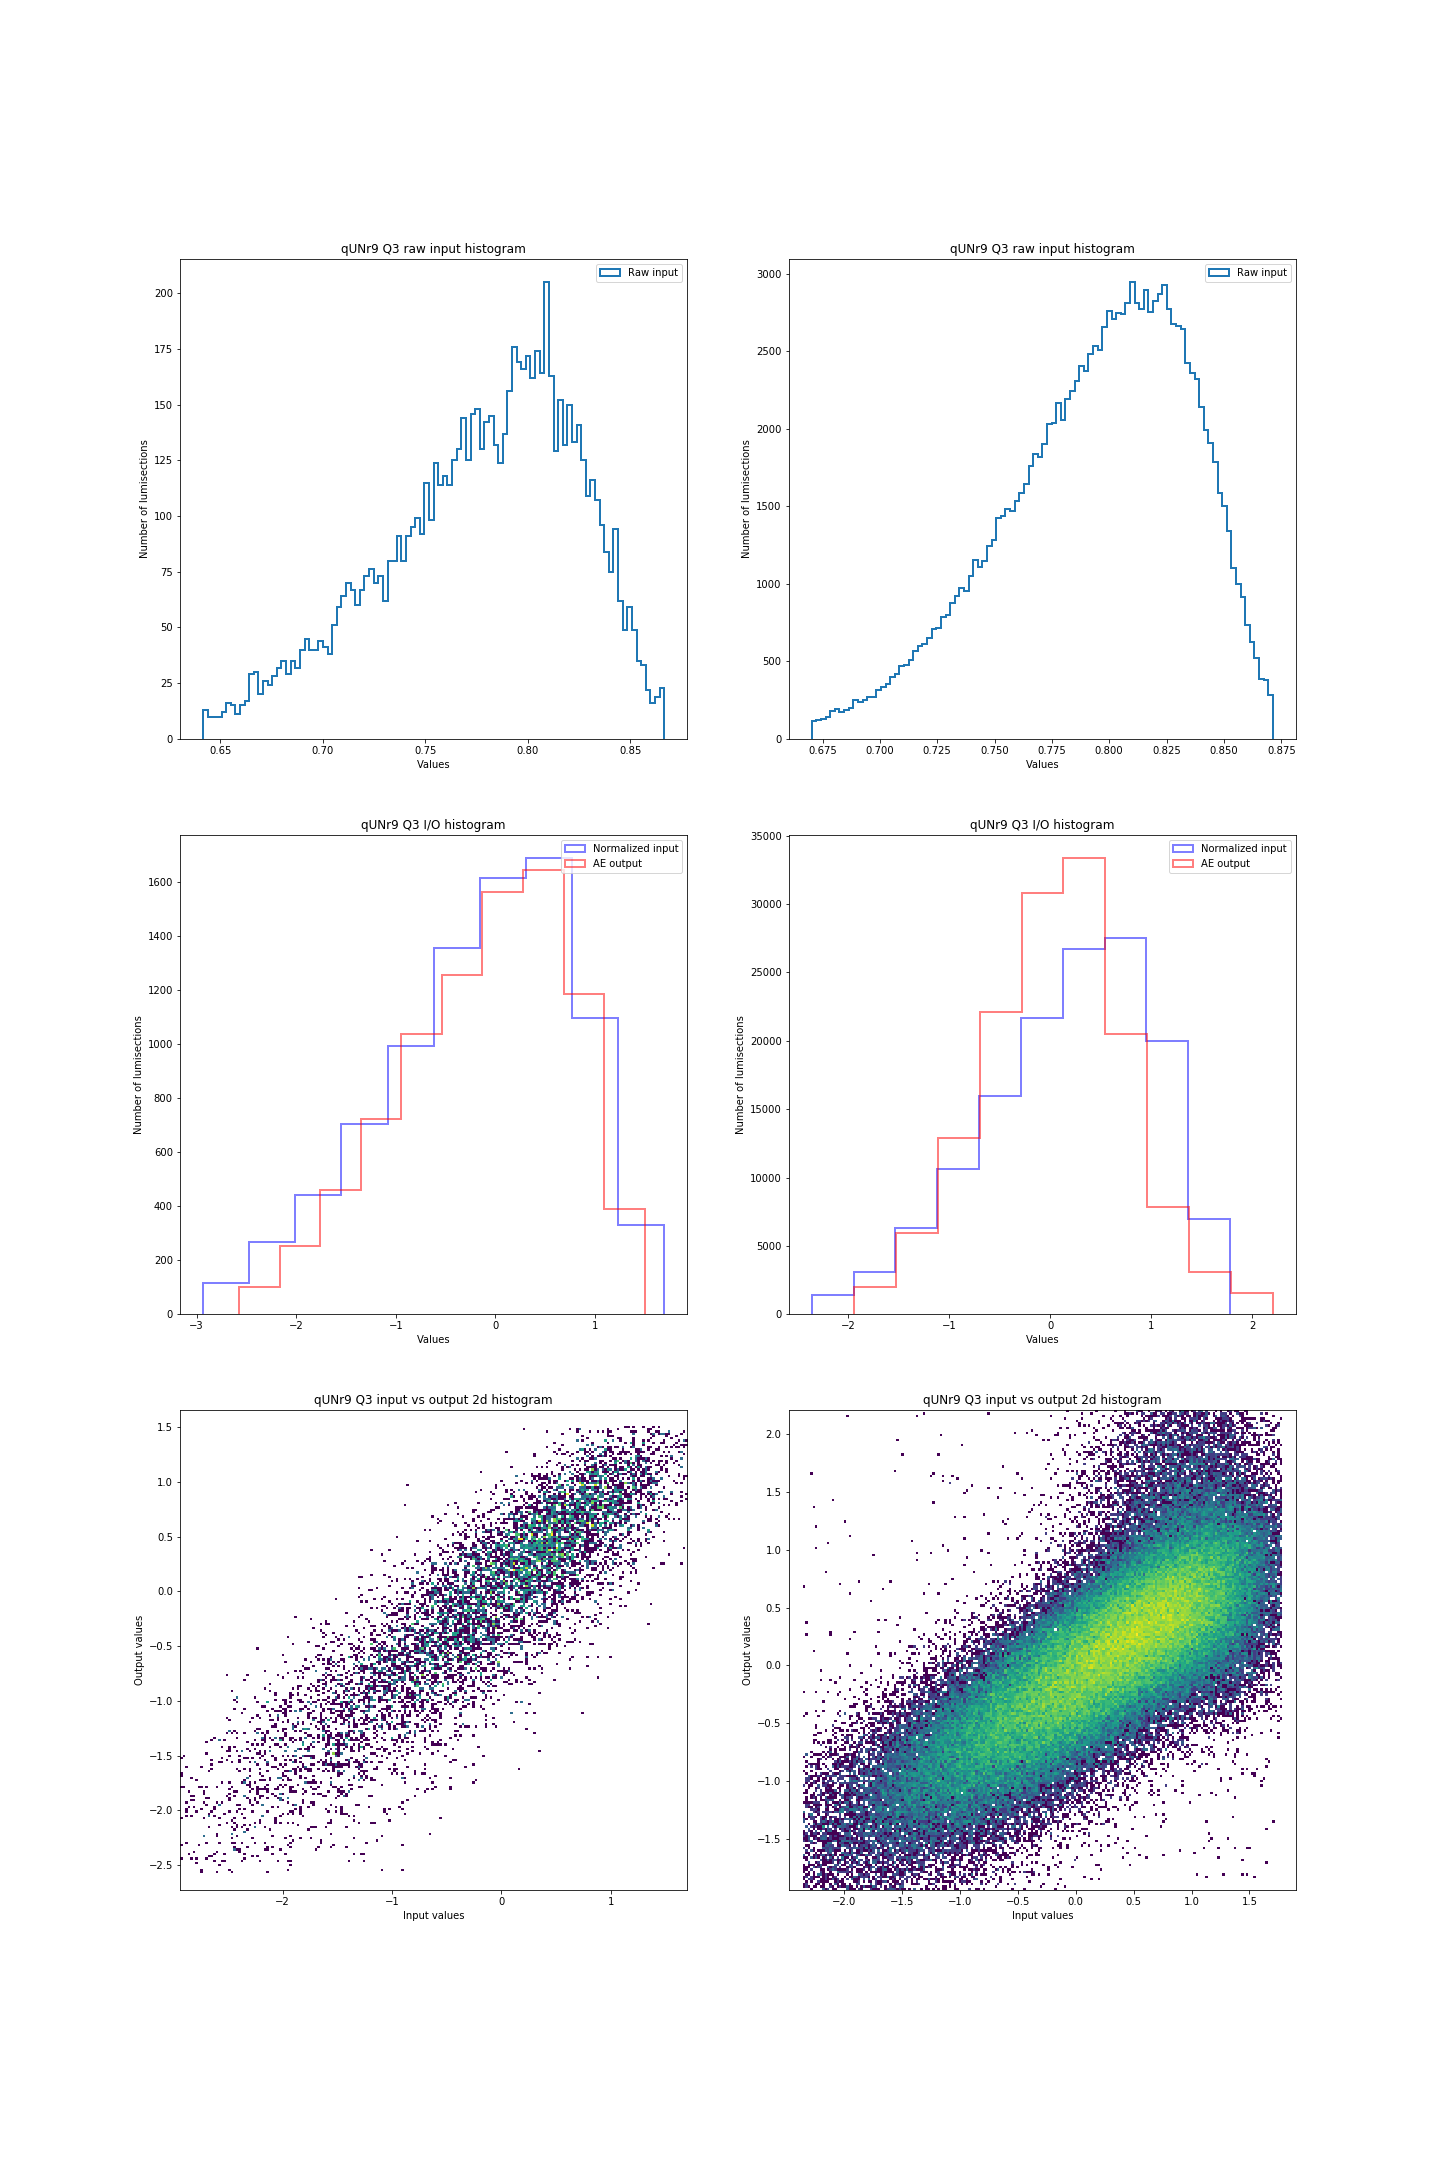 qUNr9 Q3 raw input histogram
Raw input
200
175
150
125
100
75
50
25
0
Number of lumisections
0.65 0.70 0.75 0.80 0.85
Values
qUNr9 Q3 raw input histogram
Raw input
3000
2500
2000
1500
1000
500
0
Number of lumisections
0.675 0.700 0.725 0.750 0.775 0.800 0.825 0.850 0.875
Values
qUNr9 Q3 I/O histogram
Normalized input
AE output
1600
1400
1200
1000
800
600
400
200
0
Number of lumisections
−3 −2 −1 0 1
Values
qUNr9 Q3 I/O histogram
Normalized input
AE output
35000
30000
25000
20000
15000
10000
5000
0
Number of lumisections
−2 −1 0 1 2
Values
qUNr9 Q3 input vs output 2d histogram
1.5
1.0
0.5
0.0
−0.5
−1.0
−1.5
−2.0
−2.5
Output values
−2 −1 0 1
Input values
qUNr9 Q3 input vs output 2d histogram
2.0
1.5
1.0
0.5
0.0
−0.5
−1.0
−1.5
Output values
−2.0 −1.5 −1.0 −0.5 0.0 0.5 1.0 1.5
Input values